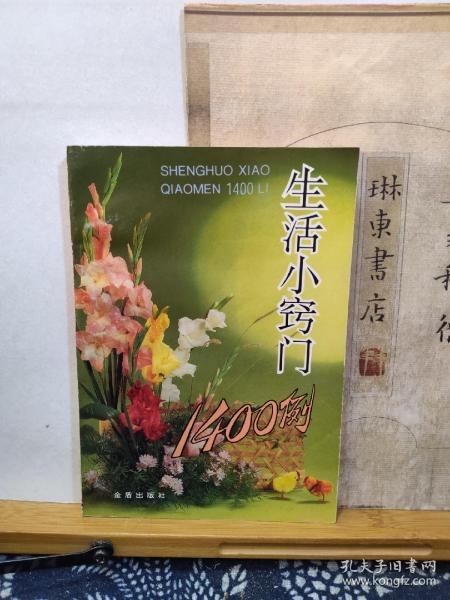 SHENGHUO XIAO
QIAOMEN 1400 LI
生活小窍门
1400例
金盾出版社
琳東書店
孔夫子旧书网
www.kongfz.com